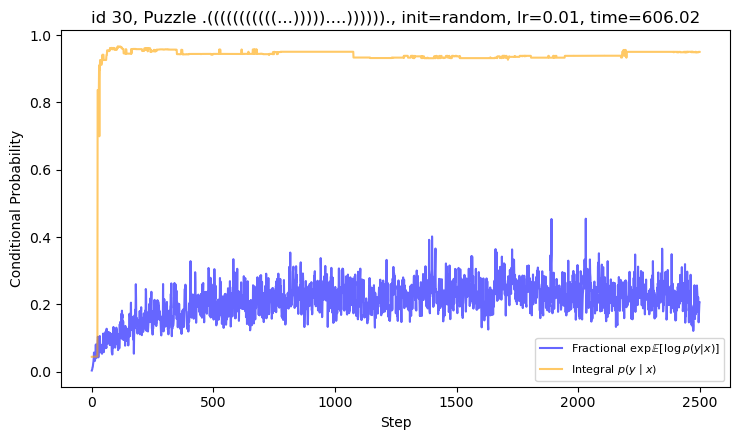 id 30, Puzzle .(((((((((((...)))))....))))))., init=random, lr=0.01, time=606.02
1.0
0.8
0.6
0.4
0.2
0.0
Conditional Probability
Fractional exp𝔼[log p(y|x)]
Integral p(y | x)
0 500 1000 1500 2000 2500
Step